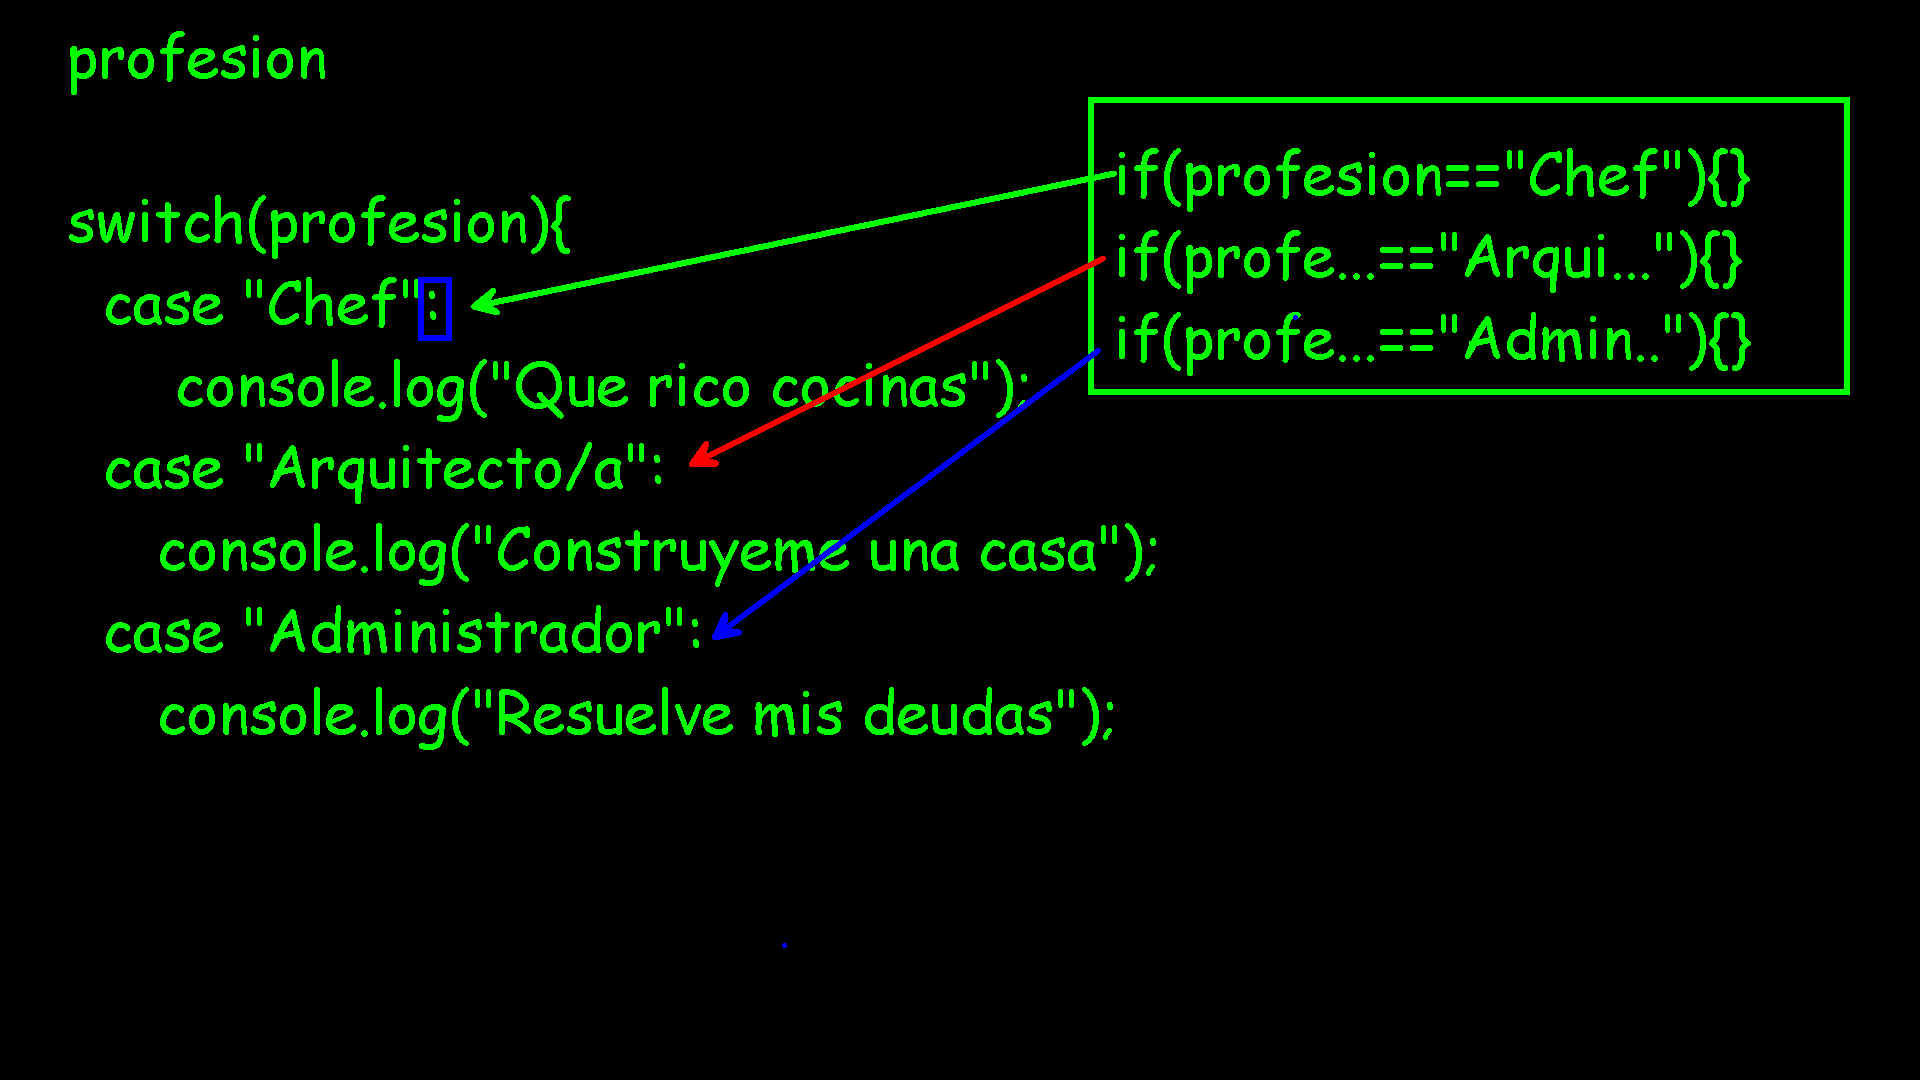 profesion
switch(profesion){
case "Chef":
console.log("Que rico cocinas");
case "Arquitecto/a":
console.log("Construyeme una casa");
case "Administrador":
console.log("Resuelve mis deudas");
if(profesion=="Chef"){}
if(profe...=="Arqui..."){}
if(profe...=="Admin.."){}